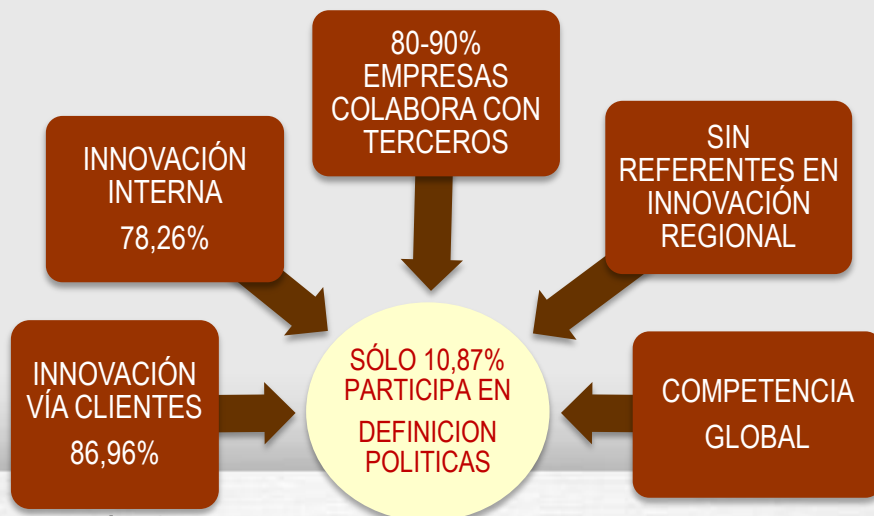 80-90%
EMPRESAS
COLABORA CON
TERCEROS
INNOVACIÓN
INTERNA
78,26%
SIN
REFERENTES EN
INNOVACIÓN
REGIONAL
INNOVACIÓN
VÍA CLIENTES
86,96%
SÓLO 10,87%
PARTICIPA EN
DEFINICION
POLITICAS
COMPETENCIA
GLOBAL